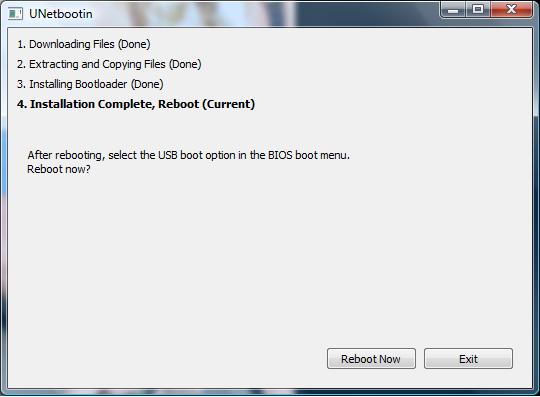 UNetbootin
1. Downloading Files (Done)
2. Extracting and Copying Files (Done)
3. Installing Bootloader (Done)
4. Installation Complete, Reboot (Current)
After rebooting, select the USB boot option in the BIOS boot menu.
Reboot now?
Reboot Now
Exit